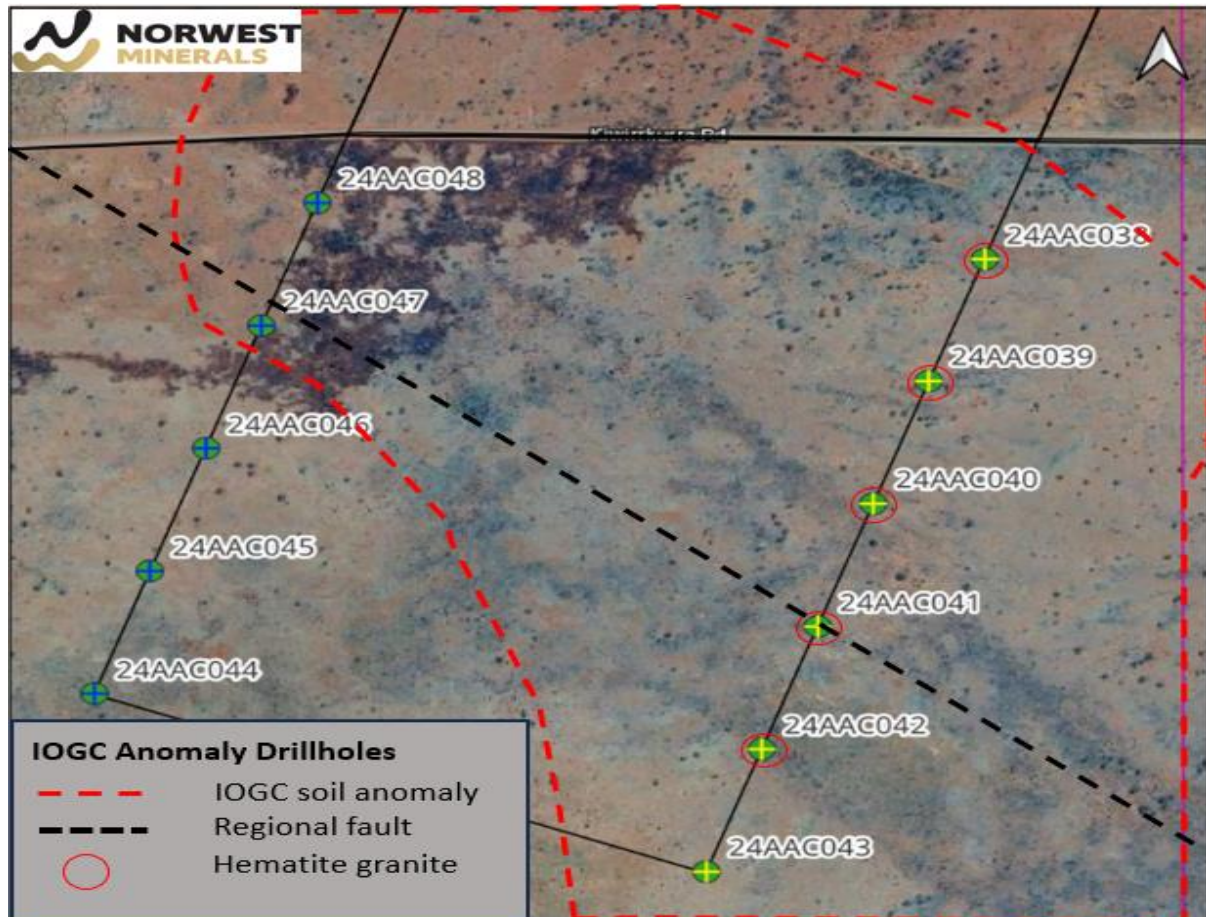 NORWEST
MINERALS
24AAC048
24AAC038
24AAC047
24AAC039
24AAC046
24AAC040
24AAC045
24AAC041
24AAC044
24AAC042
24AAC043
IOGC Anomaly Drillholes
IOGC soil anomaly
Regional fault
Hematite granite